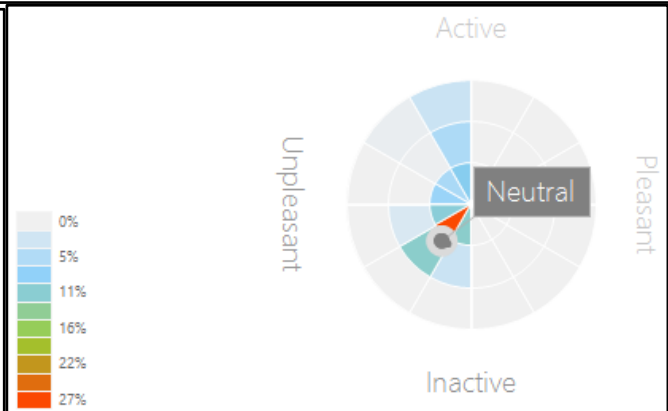 Active
Unpleasant
Neutral
Pleasant
0%
5%
11%
16%
22%
27%
Inactive